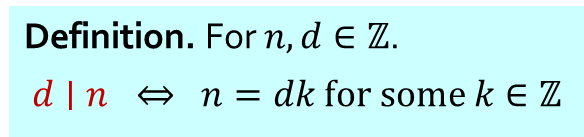 Definition. For n, d ∈ ℤ.
d | n ⇔ n = dk for some k ∈ ℤ